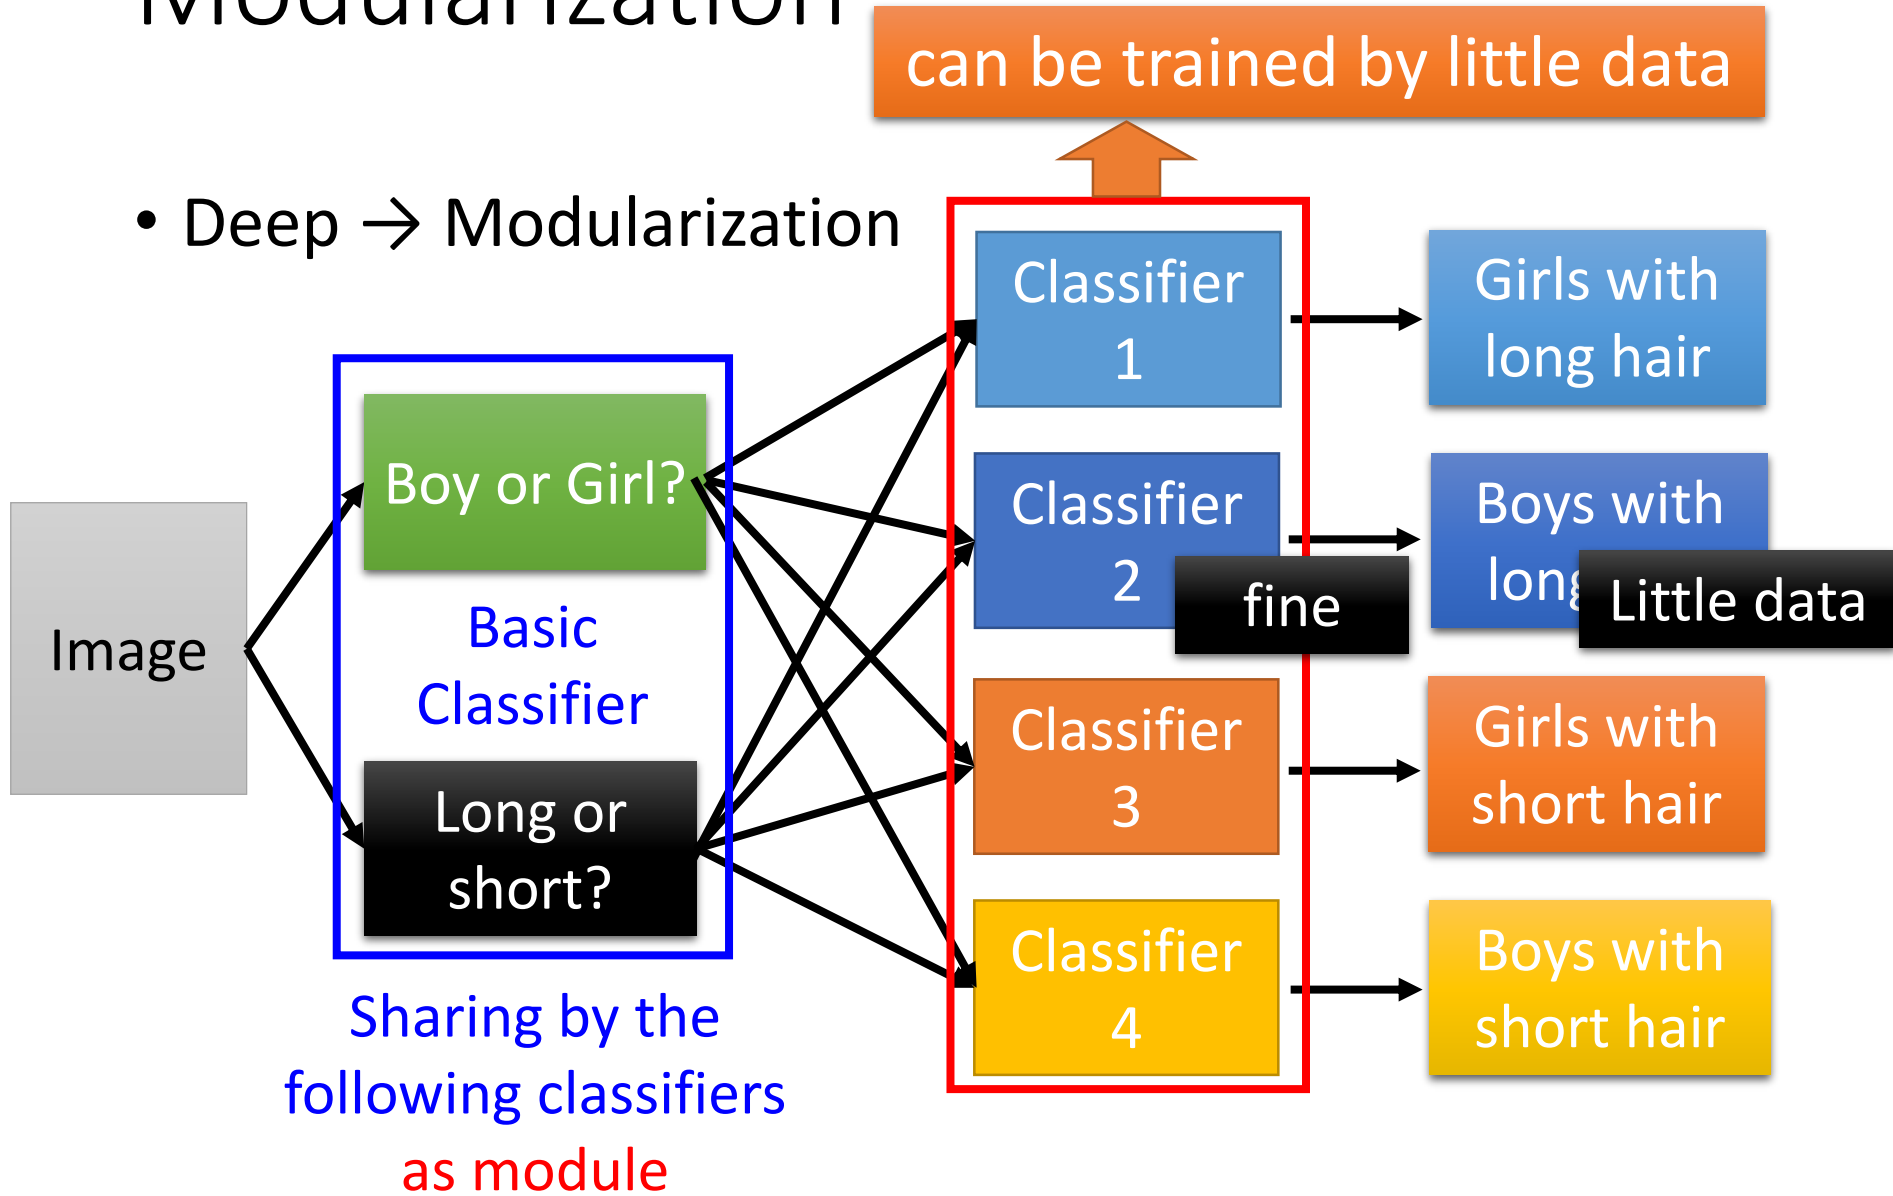 Modularization
can be trained by little data
• Deep → Modularization
Image
Boy or Girl?
Basic
Classifier
Long or
short?
Sharing by the
following classifiers
as module
Classifier
1
Girls with
long hair
Classifier
2
fine
Boys with
long
Little data
Classifier
3
Girls with
short hair
Classifier
4
Boys with
short hair